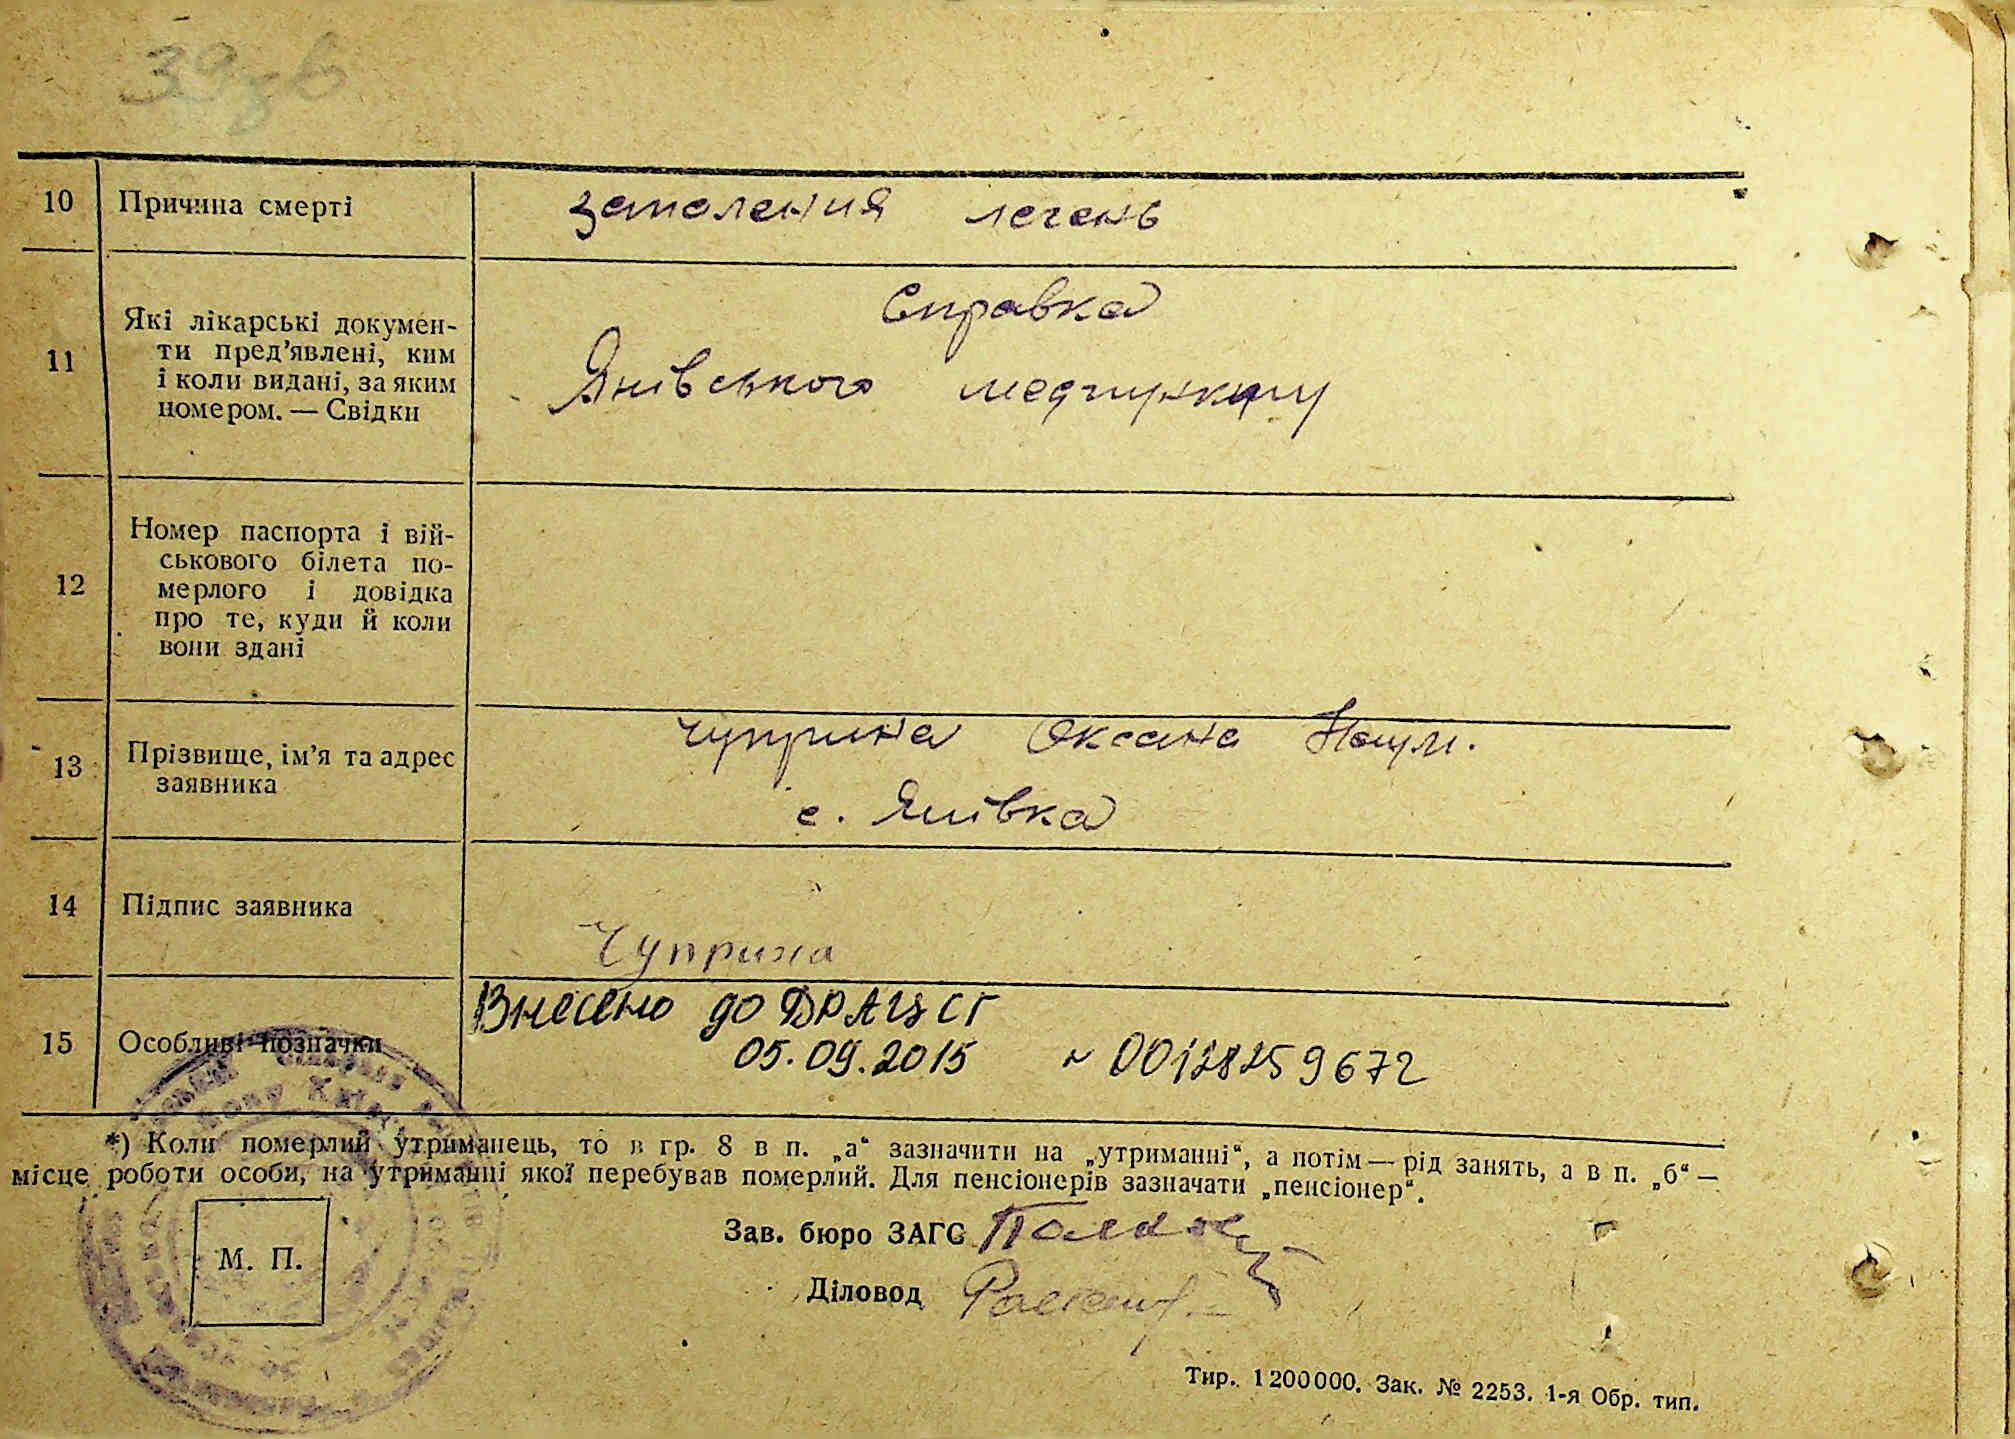 10 Причина смерті
запалення легень
11 Які лікарські докумен-
ти пред’явлені, ким
і коли видані, за яким
номером. — Свідки
Справка
Янівського медпункту
12 Номер паспорта і вій-
ськового білета по-
мерлого і довідка
про те, куди й коли
вони здані
13 Прізвище, ім’я та адрес
заявника
Чуприна Оксана Наум.
с. Янівка
14 Підпис заявника
Чуприна
15 Особливі позначки
Внесено до ДРАЦСГ
05.09.2015 № 00128259672
*) Коли померлий утриманець, то в гр. 8 в п. „а“ зазначити на „утриманні“, а потім — рід занять, а в п. „б“ —
місце роботи особи, на утриманні якої перебував померлий. Для пенсіонерів зазначати „пенсіонер“.
М. П.
Зав. бюро ЗАГС
Діловод
Тир. 1 200 000. Зак. № 2253. 1-я Обр. тип.